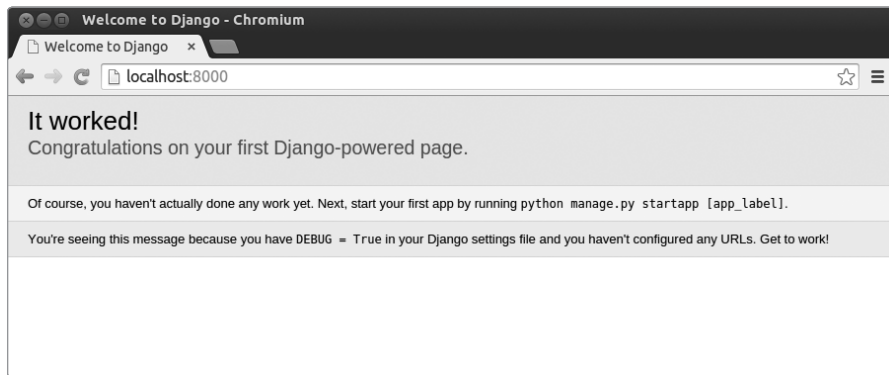 Welcome to Django - Chromium
Welcome to Django
localhost:8000
It worked!
Congratulations on your first Django-powered page.
Of course, you haven't actually done any work yet. Next, start your first app by running python manage.py startapp [app_label].
You're seeing this message because you have DEBUG = True in your Django settings file and you haven't configured any URLs. Get to work!